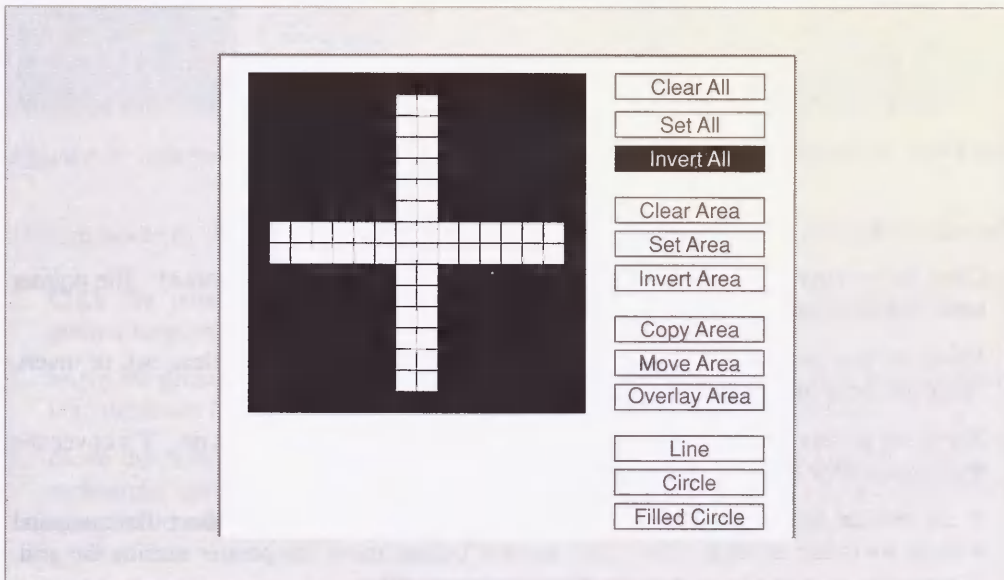 Clear All
Set All
Invert All
Clear Area
Set Area
Invert Area
Copy Area
Move Area
Overlay Area
Line
Circle
Filled Circle